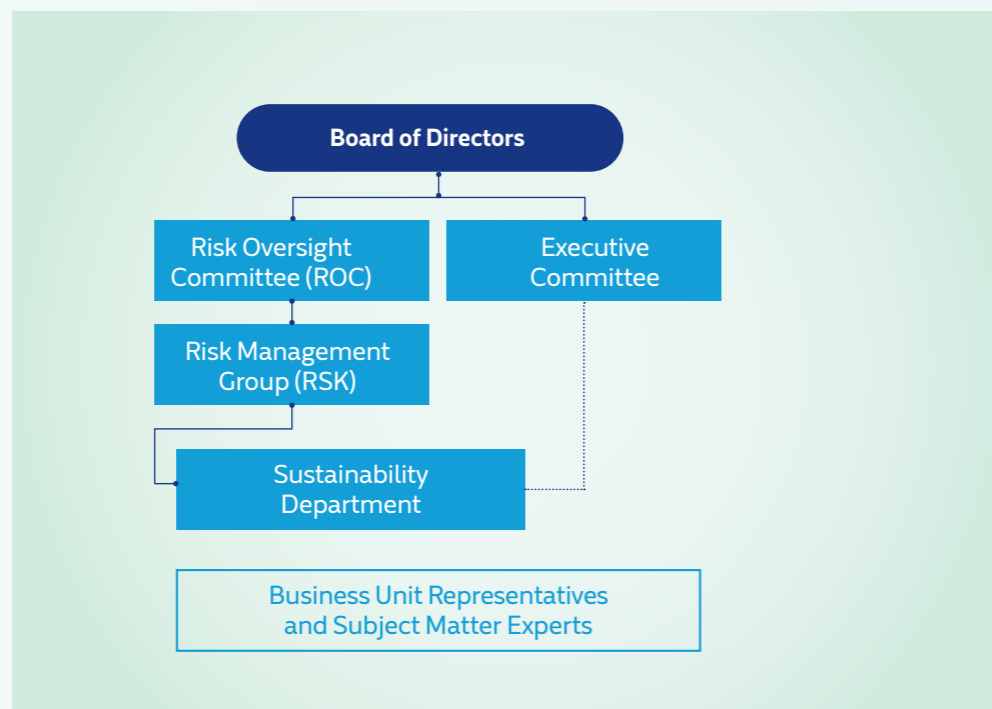 Board of Directors
Risk Oversight
Committee (ROC)
Executive
Committee
Risk Management
Group (RSK)
Sustainability
Department
Business Unit Representatives
and Subject Matter Experts